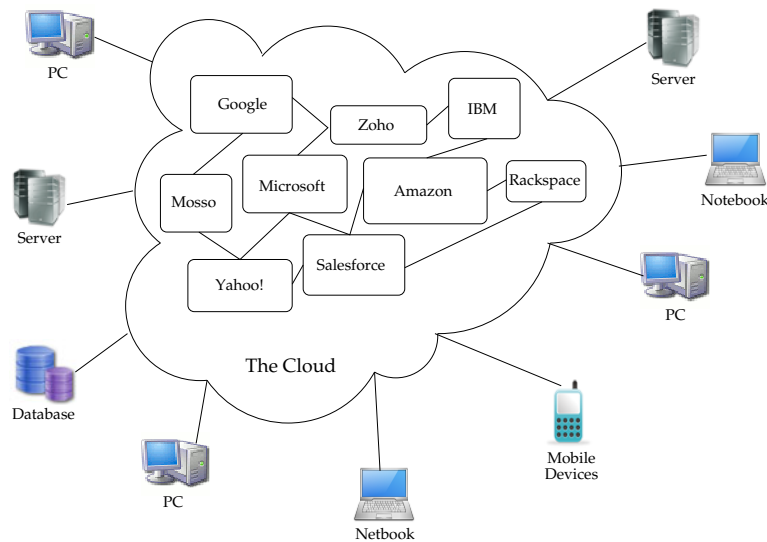 PC
Server
Google
Zoho
IBM
Mosso
Microsoft
Amazon
Rackspace
Notebook
Server
Yahoo!
Salesforce
PC
The Cloud
Database
Mobile
Devices
PC
Netbook